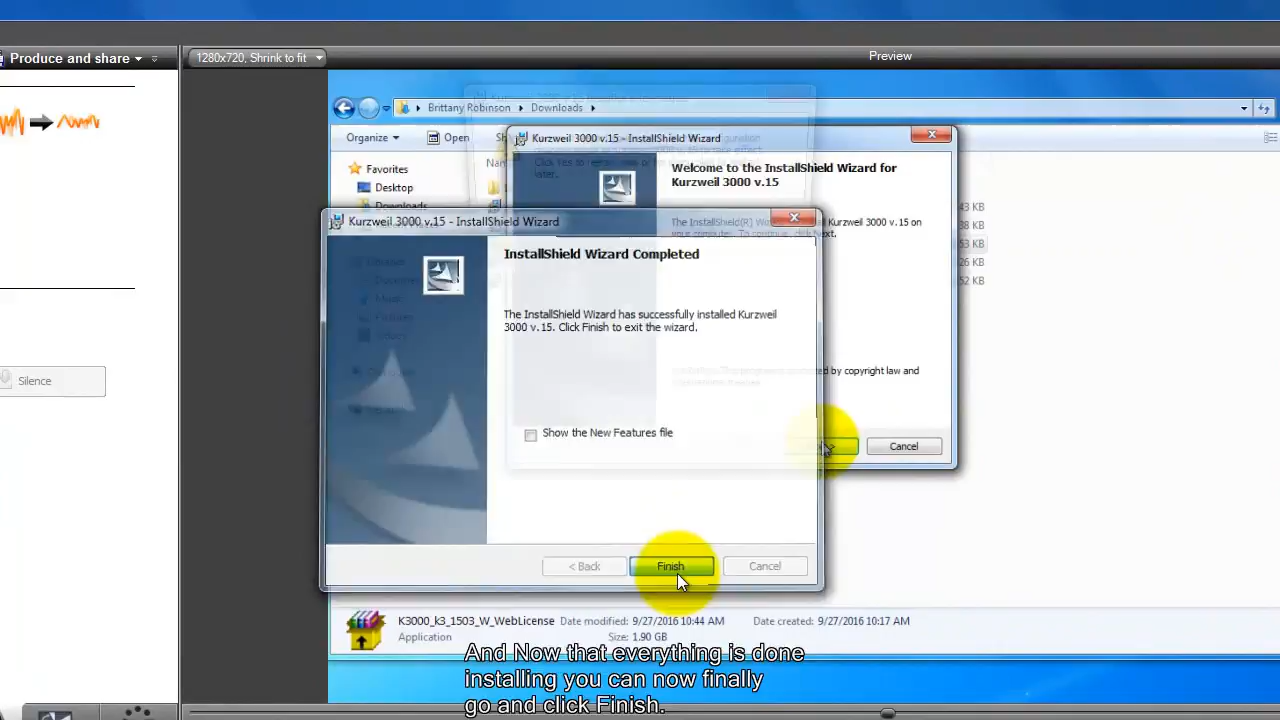 Produce and share
1280x720, Shrink to fit
Preview
Brittany Robinson
Downloads
Organize
Open
Kurzweil 3000 v.15 - InstallShield Wizard
Favorites
Desktop
Downloads
Welcome to the InstallShield Wizard for
Kurzweil 3000 v.15
43 KB
38 KB
53 KB
26 KB
52 KB
Kurzweil 3000 v.15 - InstallShield Wizard
InstallShield Wizard Completed
The InstallShield Wizard has successfully installed Kurzweil
3000 v.15. Click Finish to exit the wizard.
by copyright law and
Silence
Show the New Features file
Cancel
< Back
Finish
Cancel
K3000_k3_1503_W_WebLicense
Date modified: 9/27/2016 10:44 AM
Date created: 9/27/2016 10:17 AM
Application
Size: 1.90 GB
And Now that everything is done
installing you can now finally
go and click Finish.